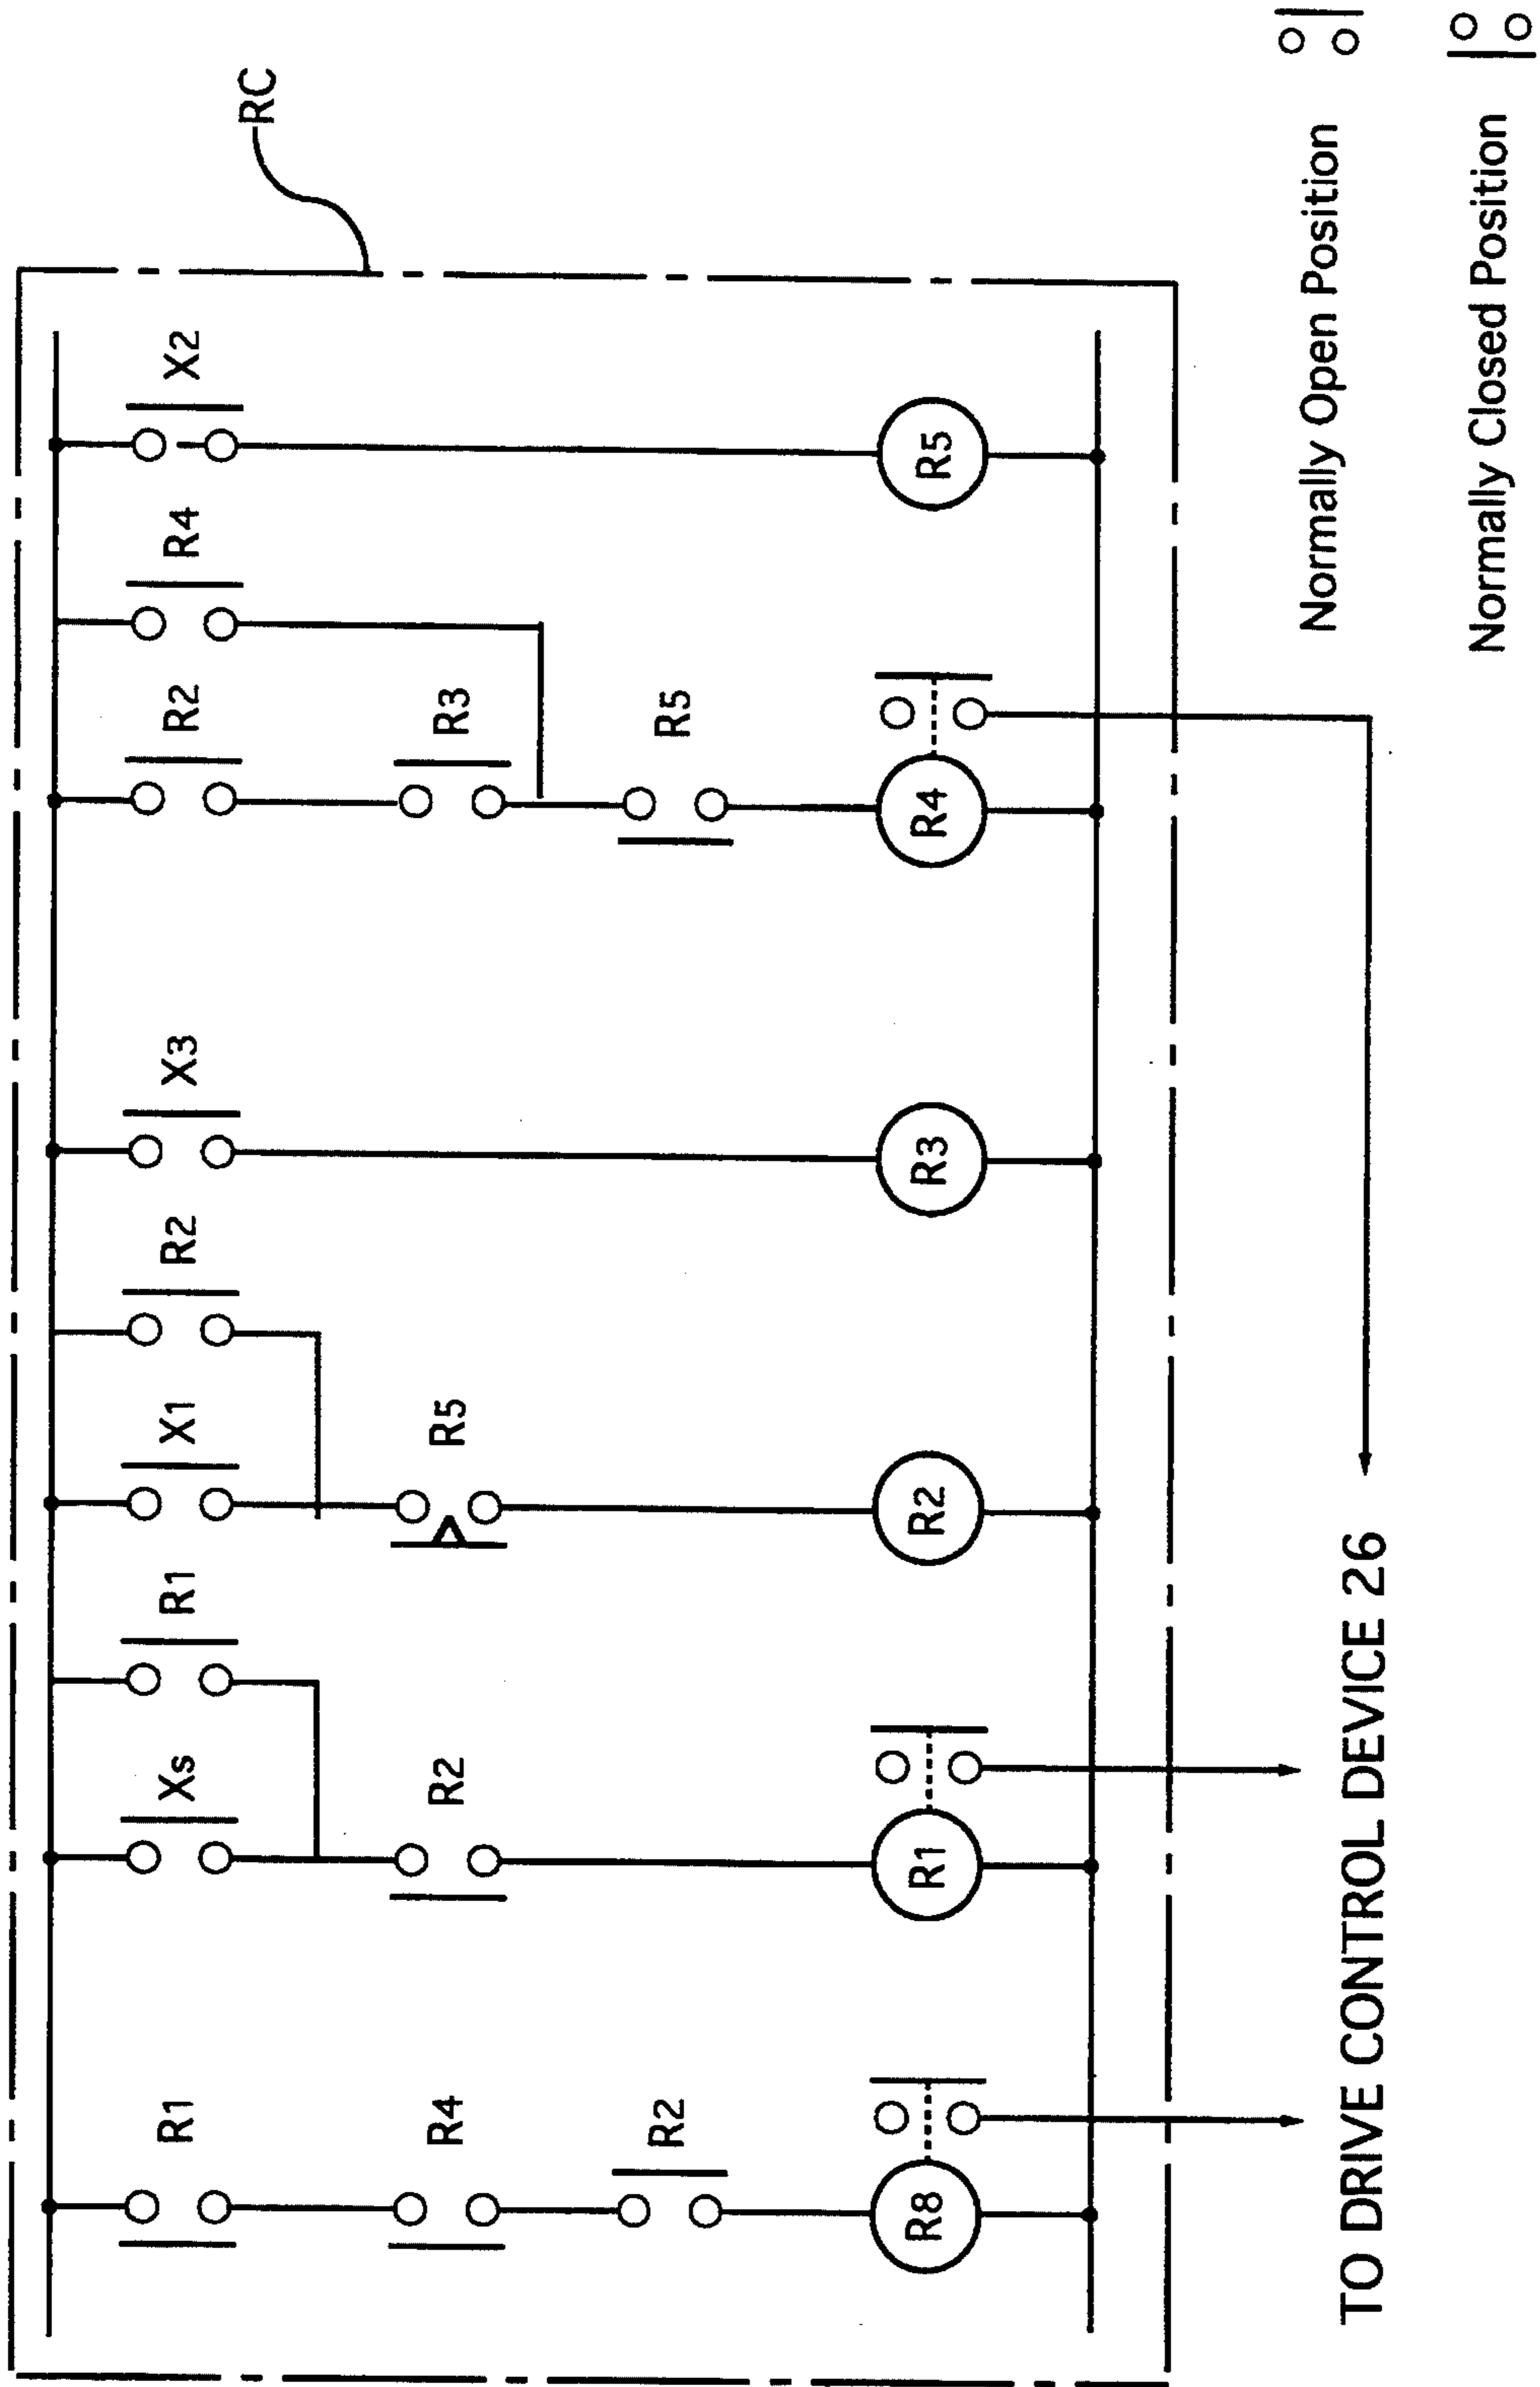 R1
Xs
R1
X1
R2
X3
R2
R4
X2
RC
R4
R2
R5
R3
R2
R5
R8
R1
R2
R3
R4
R5
TO DRIVE CONTROL DEVICE 26
Normally Open Position
Normally Closed Position